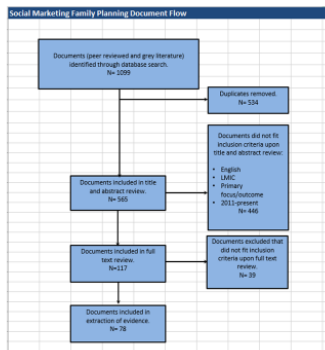 Social Marketing Family Planning Document Flow
Documents (peer reviewed and grey literature)
identified through database search.
N= 1099
Duplicates removed.
N= 534
Documents did not fit
inclusion criteria upon
title and abstract review:
• English
• LMIC
• Primary
focus/outcome
• 2011-present
N= 446
Documents included in title
and abstract review.
N= 565
Documents included in full
text review.
N=117
Documents excluded that
did not fit inclusion
criteria upon full text
review.
N= 39
Documents included in
extraction of evidence.
N= 78